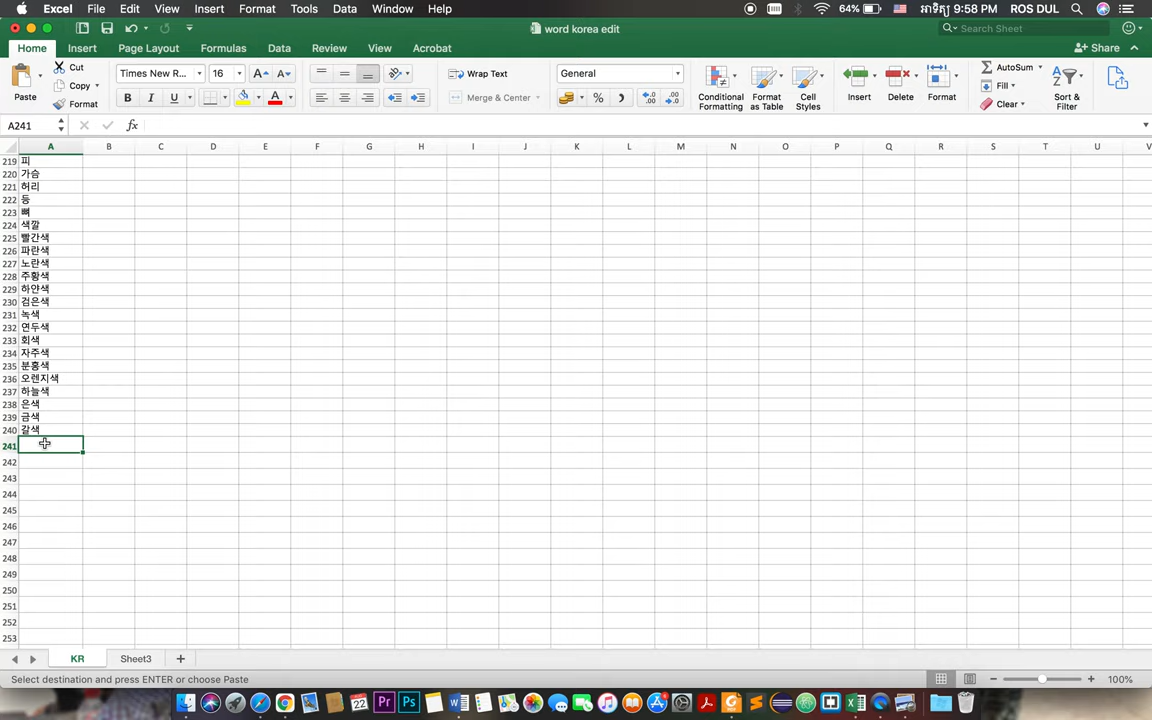 Excel File Edit View Insert Format Tools Data Window Help 64% អាទិត្យ 9:58 PM ROS DUL
word korea edit Search Sheet
Home Insert Page Layout Formulas Data Review View Acrobat Share
Paste Cut Copy Format Times New R... 16 A A Wrap Text General Conditional Formatting Format as Table Cell Styles Insert Delete Format AutoSum Fill Clear Sort & Filter
B I U A Merge & Center %
A241 fx
A B C D E F G H I J K L M N O P Q R S T U V
219 피
220 가슴
221 허리
222 등
223 뼈
224 색깔
225 빨간색
226 파란색
227 노란색
228 주황색
229 하얀색
230 검은색
231 녹색
232 연두색
233 회색
234 자주색
235 분홍색
236 오렌지색
237 하늘색
238 은색
239 금색
240 갈색
241
242
243
244
245
246
247
248
249
250
251
252
253
KR Sheet3
Select destination and press ENTER or choose Paste 100%
22 Pr Ps